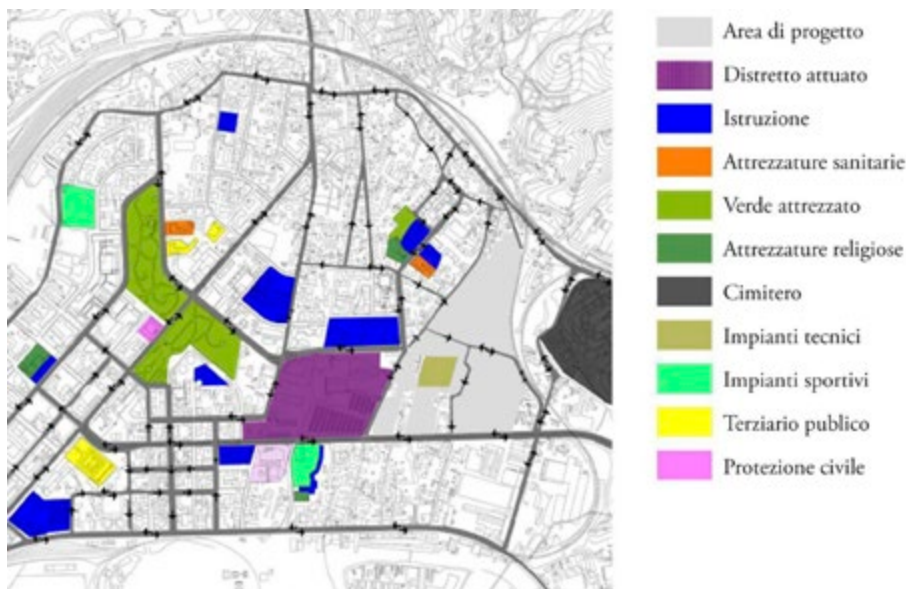 Area di progetto
Distretto attuato
Istruzione
Attrezzature sanitarie
Verde attrezzato
Attrezzature religiose
Cimitero
Impianti tecnici
Impianti sportivi
Terziario publico
Protezione civile